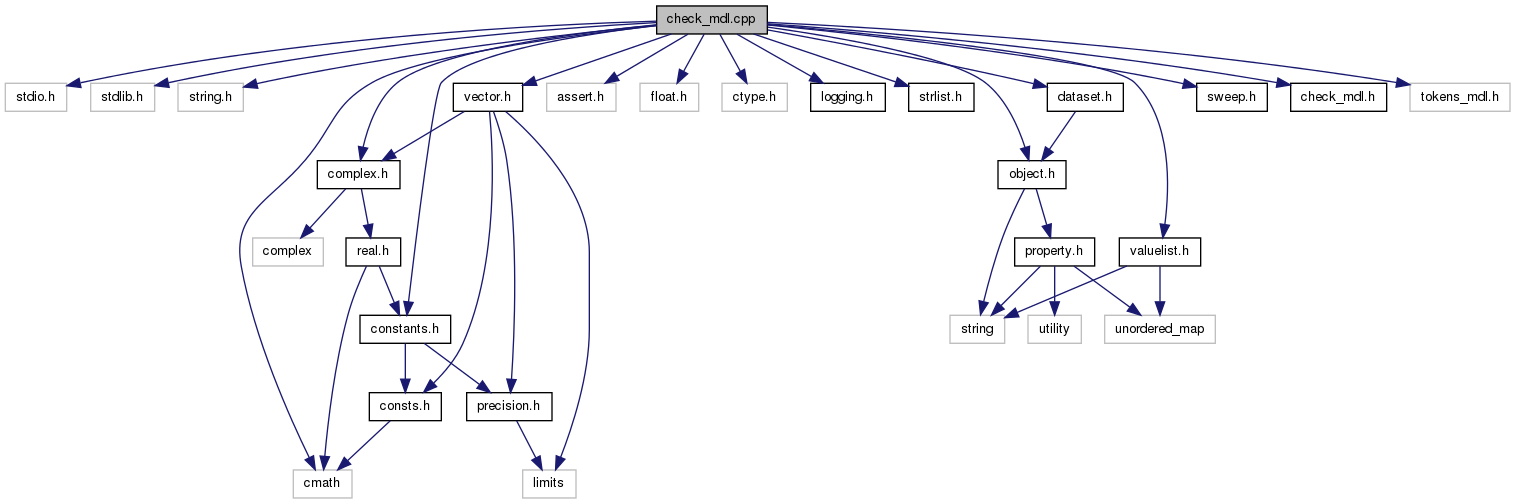 check_mdl.cpp
stdio.h
stdlib.h
string.h
vector.h
assert.h
float.h
ctype.h
logging.h
strlist.h
dataset.h
sweep.h
check_mdl.h
tokens_mdl.h
complex.h
object.h
complex
real.h
property.h
valuelist.h
constants.h
string
utility
unordered_map
consts.h
precision.h
cmath
limits